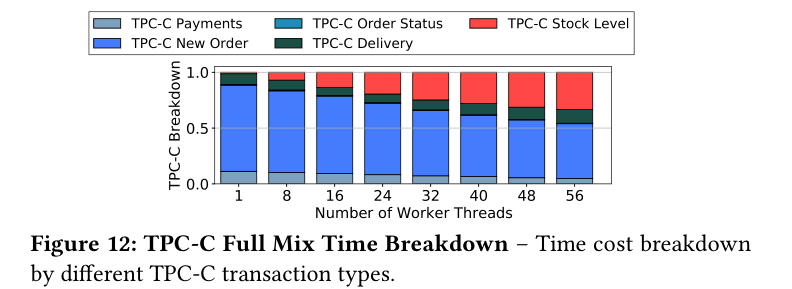 TPC-C Payments TPC-C Order Status TPC-C Stock Level
TPC-C New Order TPC-C Delivery
TPC-C Breakdown
1.0
0.5
0.0
1 8 16 24 32 40 48 56
Number of Worker Threads
Figure 12: TPC-C Full Mix Time Breakdown – Time cost breakdown
by different TPC-C transaction types.